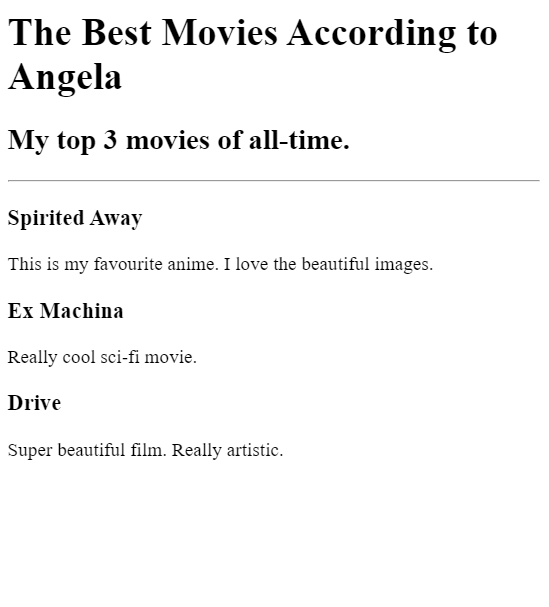 The Best Movies According to
Angela
My top 3 movies of all-time.
Spirited Away
This is my favourite anime. I love the beautiful images.
Ex Machina
Really cool sci-fi movie.
Drive
Super beautiful film. Really artistic.